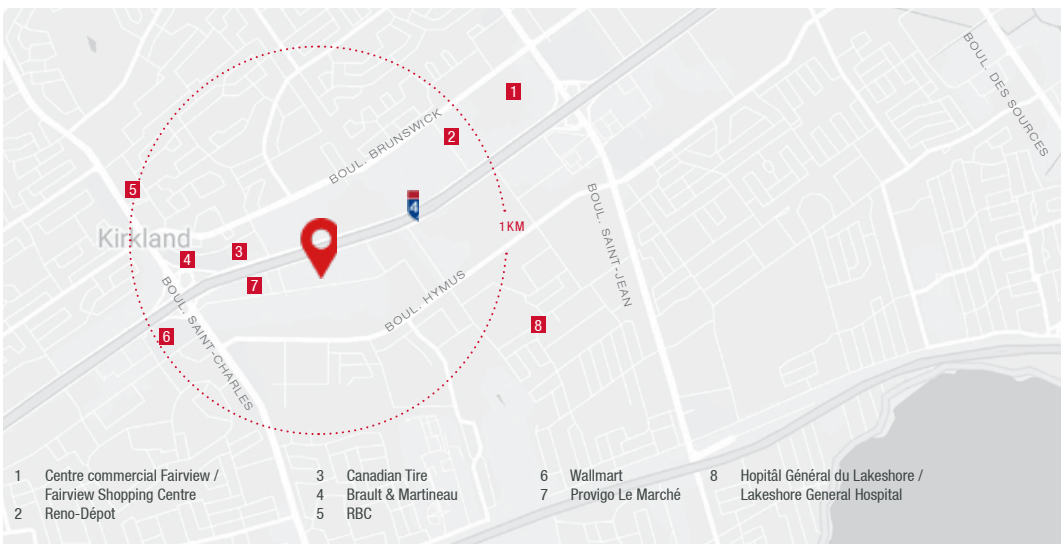 BOUL. DES SOURCES
1
BOUL. BRUNSWICK
2
5
BOUL. SAINT-JEAN
4
1KM
Kirkland
3
4
7
BOUL. HYMUS
BOUL. SAINT-CHARLES
8
6
1 Centre commercial Fairview /
Fairview Shopping Centre
2 Reno-Dépot
3 Canadian Tire
4 Brault & Martineau
5 RBC
6 Wallmart
7 Provigo Le Marché
8 Hopitâl Général du Lakeshore /
Lakeshore General Hospital